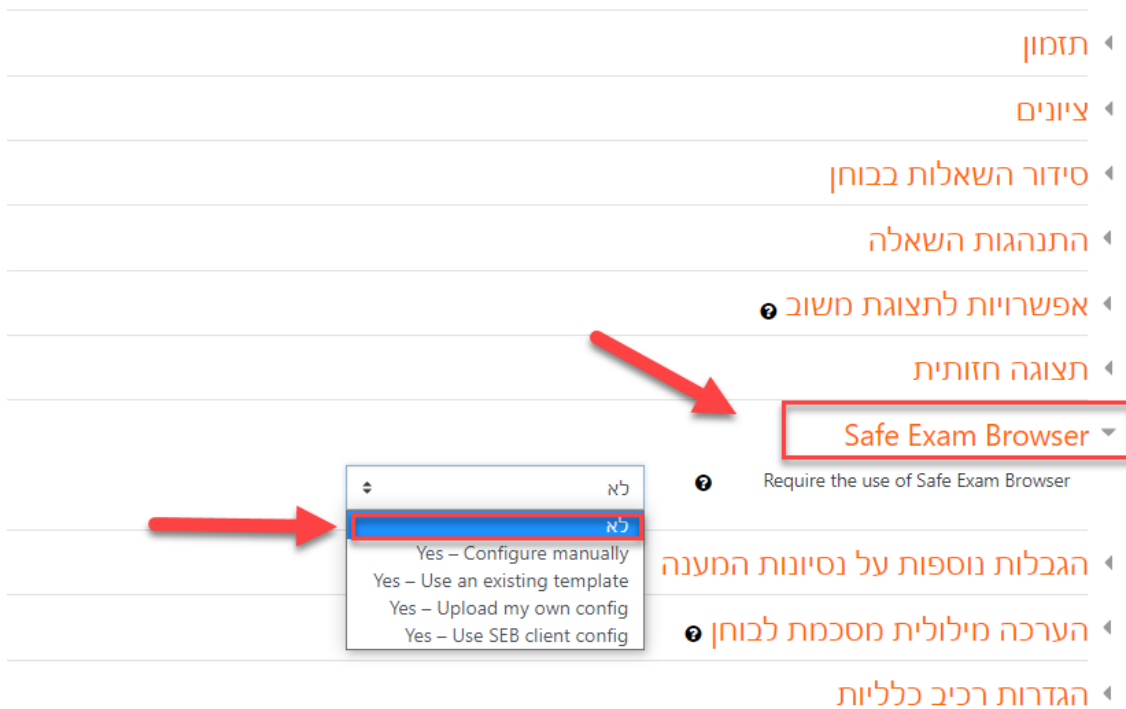 תזמון
ציונים
סידור השאלות בבוחן
התנהגות השאלה
אפשרויות לתצוגת משוב
תצוגה חזותית
Safe Exam Browser
Require the use of Safe Exam Browser
לא
לא
Yes – Configure manually
Yes – Use an existing template
Yes – Upload my own config
Yes – Use SEB client config
הגבלות נוספות על נסיונות המענה
הערכה מילולית מסכמת לבוחן
הגדרות רכיב כלליות